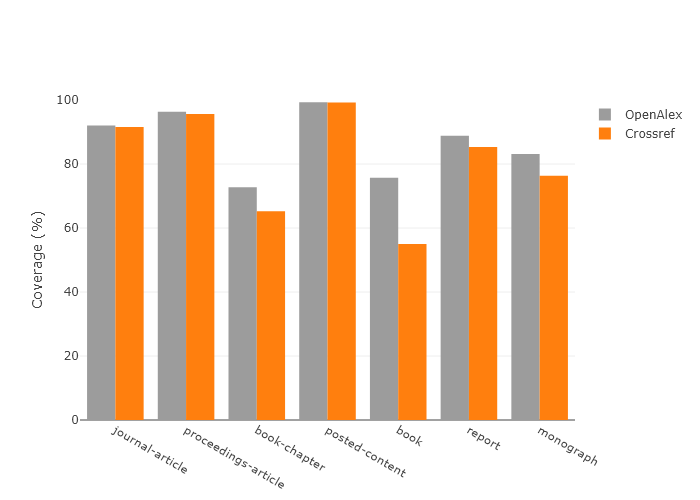 100
80
60
40
20
0
Coverage (%)
journal-article
proceedings-article
book-chapter
posted-content
book
report
monograph
OpenAlex
Crossref